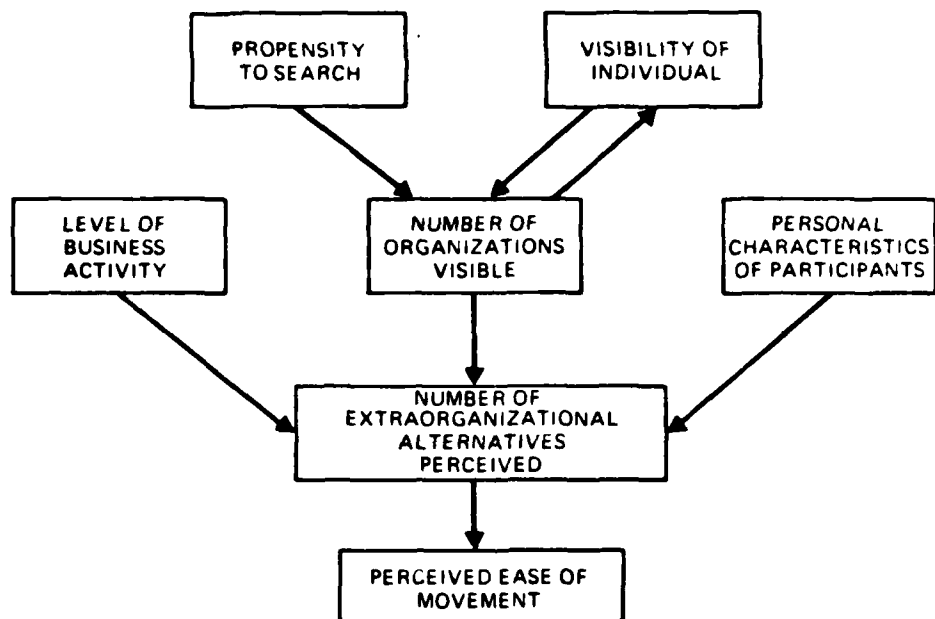 PROPENSITY
TO SEARCH
VISIBILITY OF
INDIVIDUAL
LEVEL OF
BUSINESS
ACTIVITY
NUMBER OF
ORGANIZATIONS
VISIBLE
PERSONAL
CHARACTERISTICS
OF PARTICIPANTS
NUMBER OF
EXTRAORGANIZATIONAL
ALTERNATIVES
PERCEIVED
PERCEIVED EASE OF
MOVEMENT